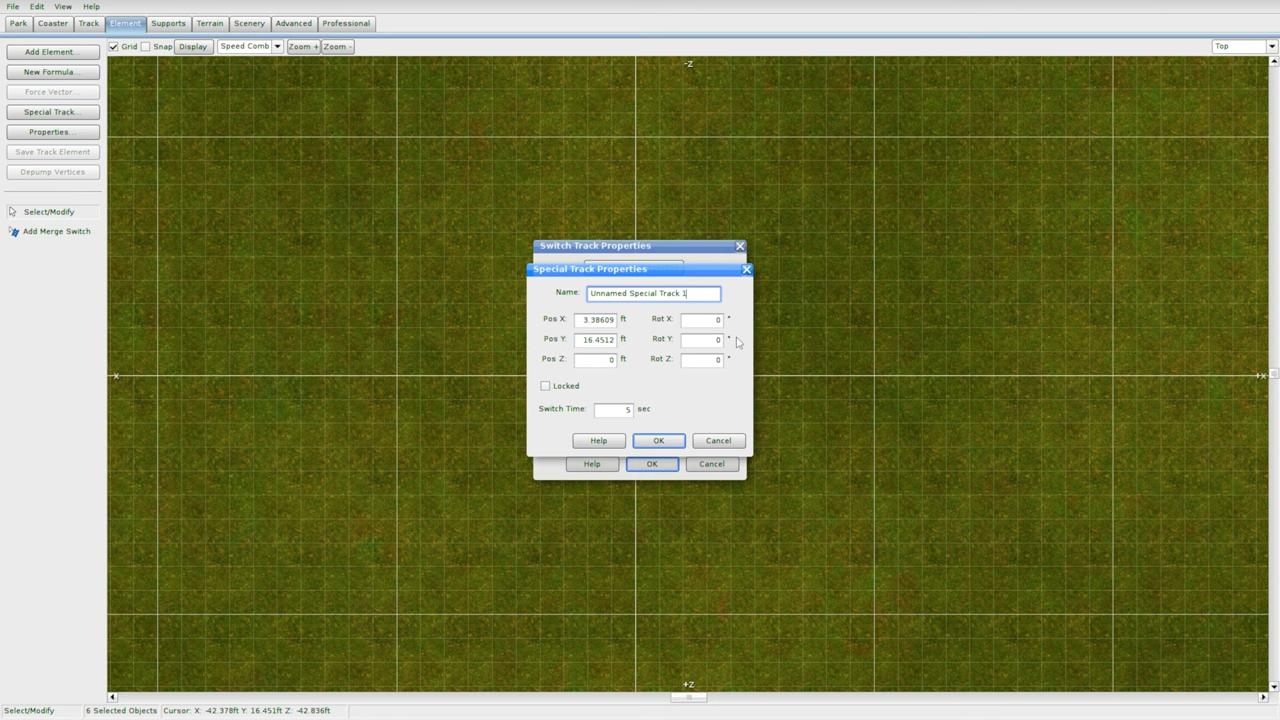 File Edit View Help
Park Coaster Track Element Supports Terrain Scenery Advanced Professional
Add Element... Grid Snap Display Speed Comb Zoom + Zoom - Top
New Formula...
Force Vector...
Special Track...
Properties...
Save Track Element
Depump Vertices
Select/Modify
Add Merge Switch
-Z
X
+X
+Z
Switch Track Properties
Special Track Properties
Name: Unnamed Special Track 1
Pos X: 3.38609 ft Rot X: 0 °
Pos Y: 16.4512 ft Rot Y: 0 °
Pos Z: 0 ft Rot Z: 0 °
Locked
Switch Time: 5 sec
Help OK Cancel
Help OK Cancel
Select/Modify 6 Selected Objects Cursor: X: -42.378ft Y: 16.451ft Z: -42.836ft